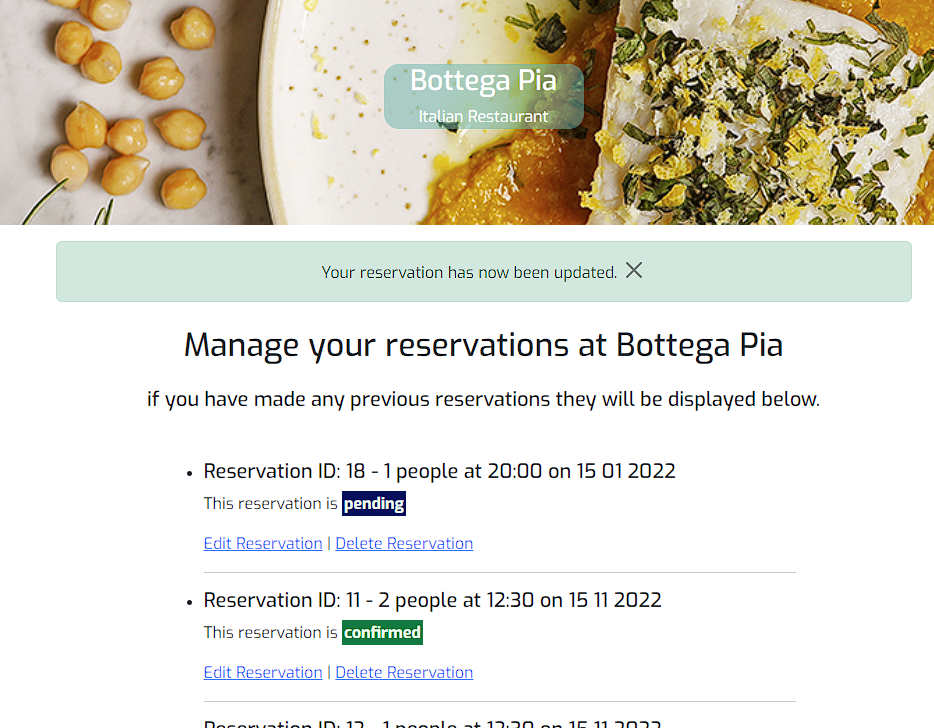 Bottega Pia
Italian Restaurant
Your reservation has now been updated.
Manage your reservations at Bottega Pia
if you have made any previous reservations they will be displayed below.
Reservation ID: 18 - 1 people at 20:00 on 15 01 2022
This reservation is pending
Edit Reservation | Delete Reservation
Reservation ID: 11 - 2 people at 12:30 on 15 11 2022
This reservation is confirmed
Edit Reservation | Delete Reservation